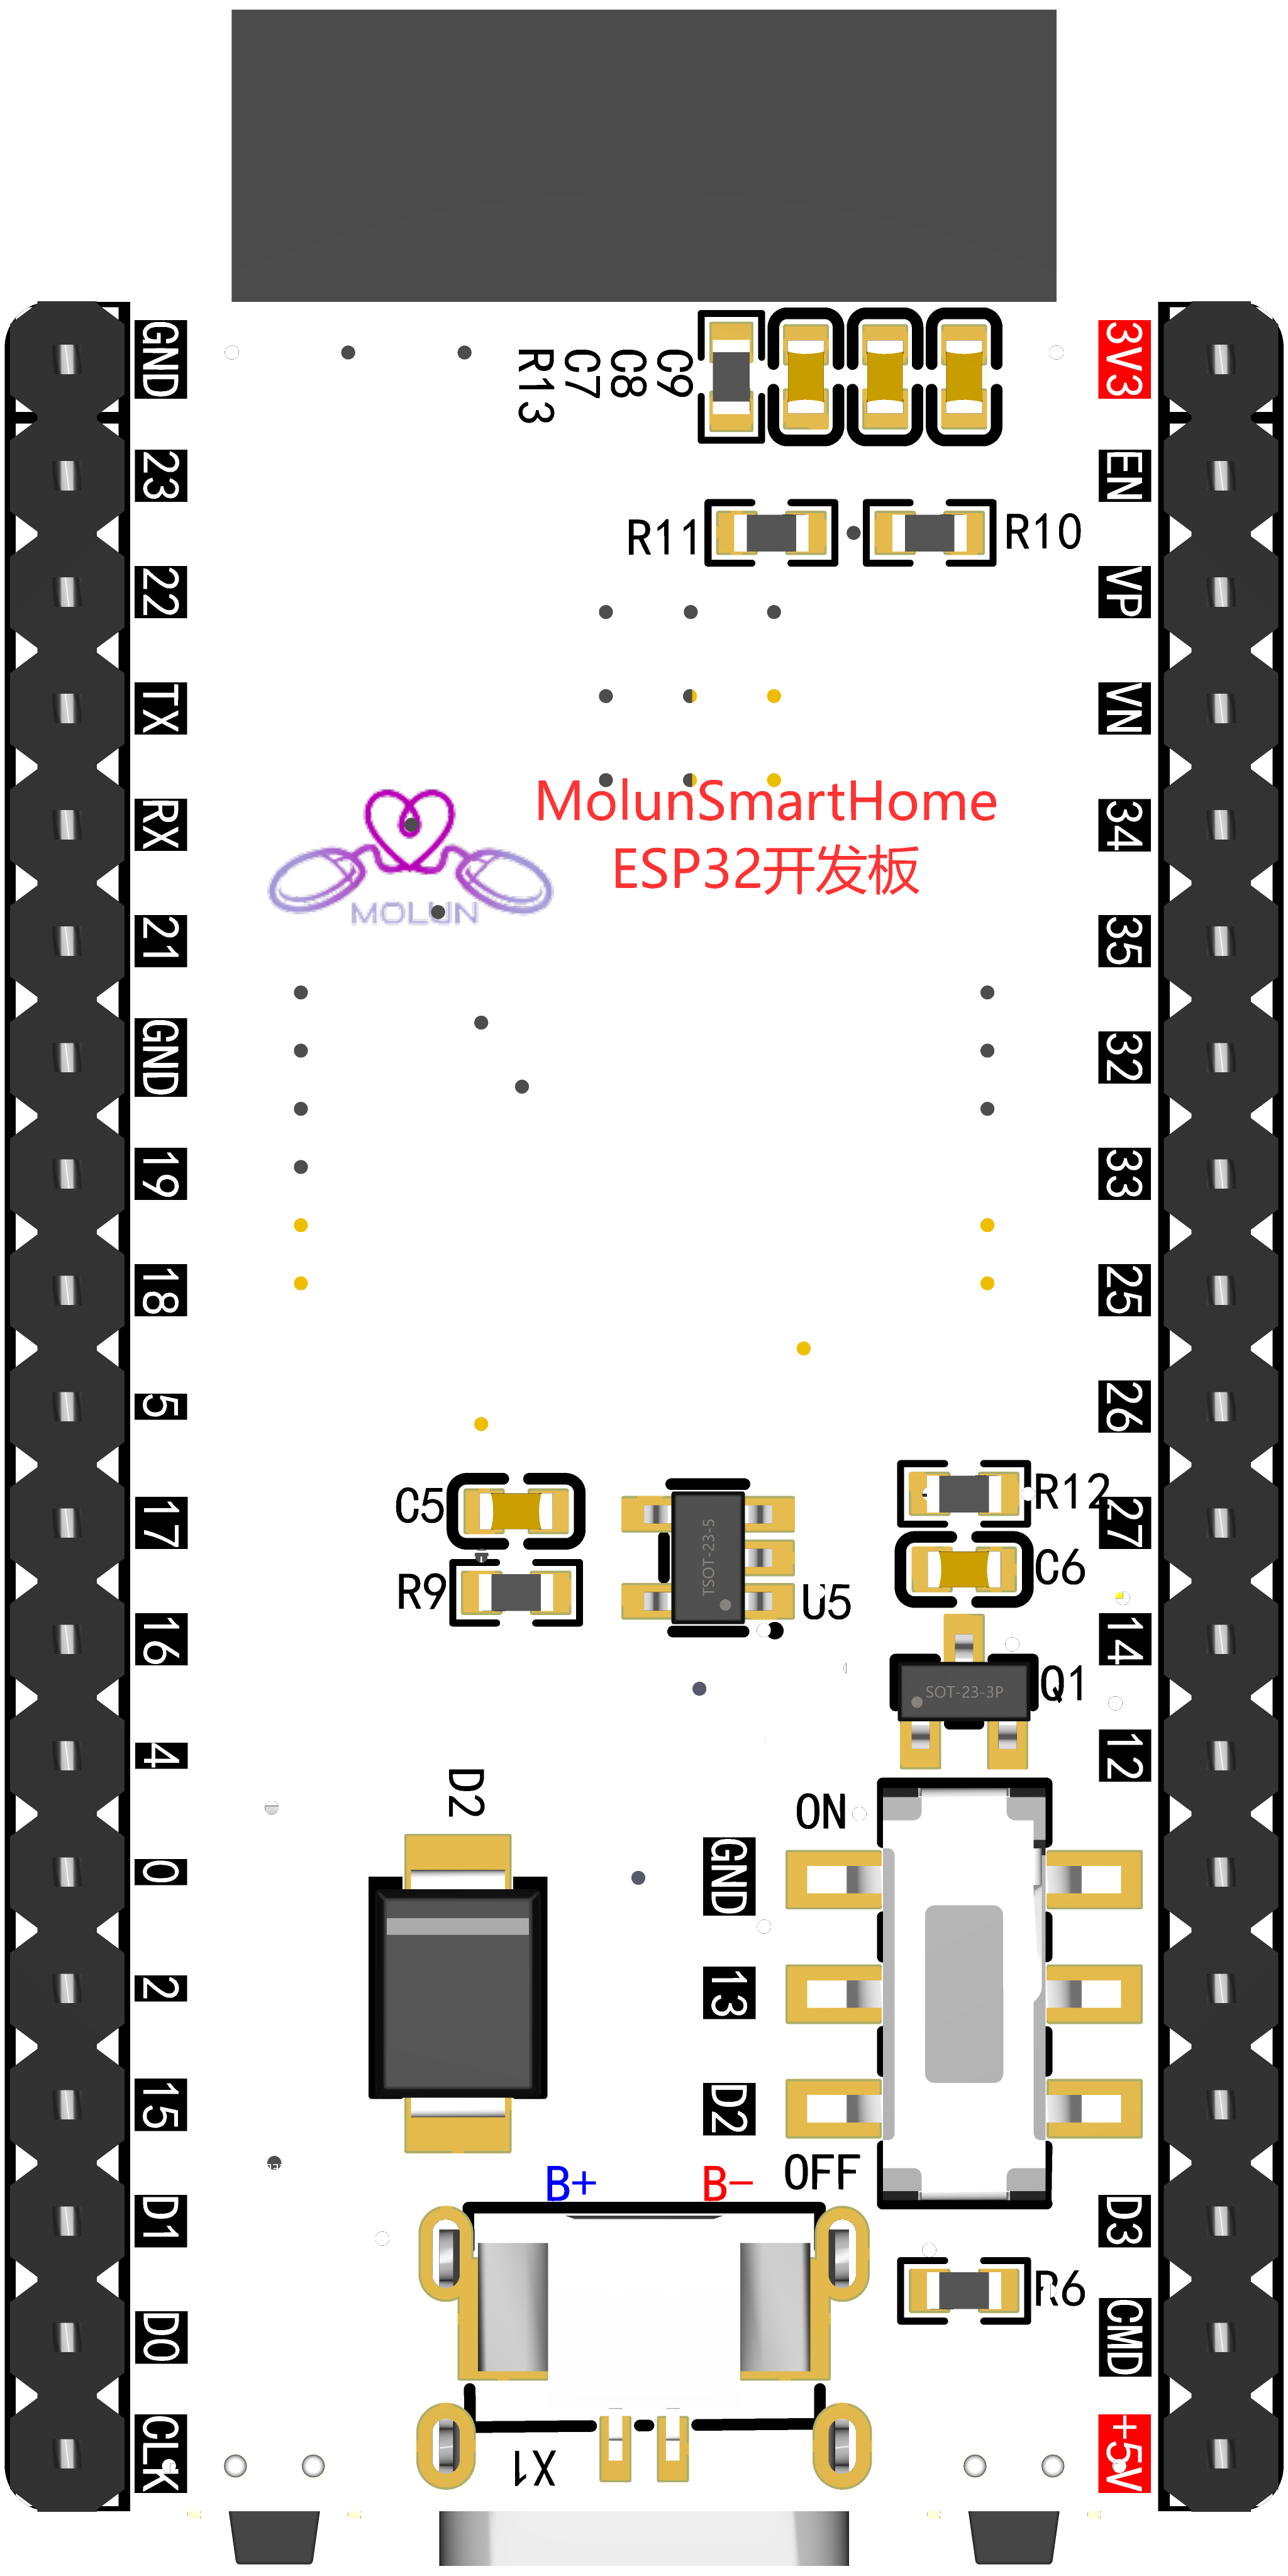 GND
23
22
TX
RX
21
GND
19
18
5
17
16
4
0
2
15
D1
D0
CLK
3V3
EN
VP
VN
34
35
32
33
25
26
27
14
12
GND
13
D2
D3
CMD
+5V
R13
C7
C8
C9
R11
R10
MolunSmartHome
ESP32开发板
MOLUN
C5
R9
TSOT-23-5
U5
R12
C6
SOT-23-3P
Q1
D2
ON
OFF
B+
B-
R6
X1